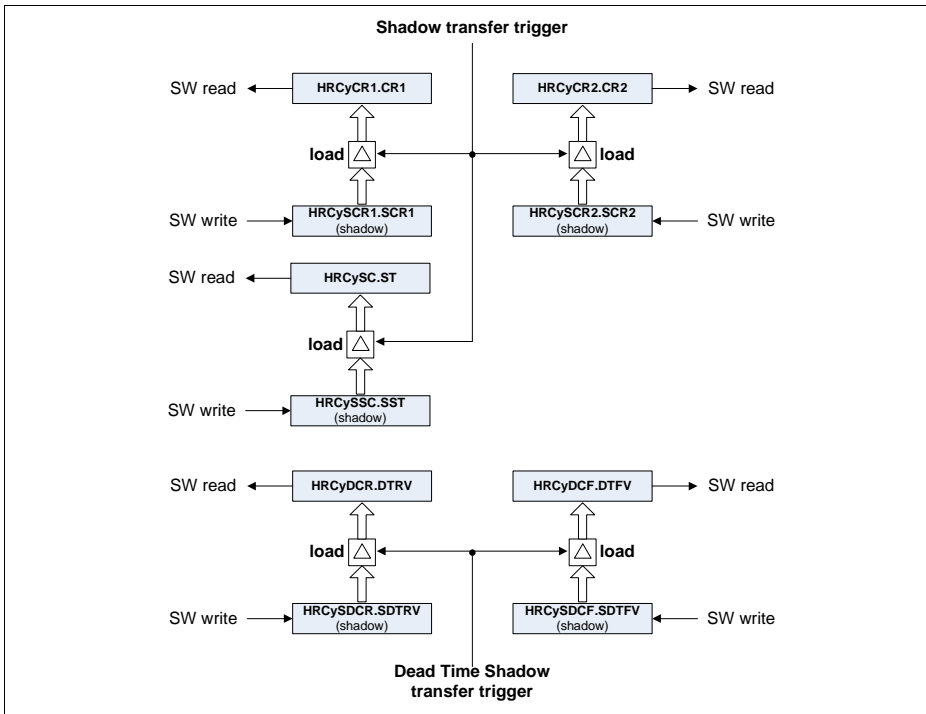 Shadow transfer trigger
SW read
HRCyCR1.CR1
HRCyCR2.CR2
SW read
load
load
SW write
HRCySCR1.SCR1
(shadow)
HRCySCR2.SCR2
(shadow)
SW write
SW read
HRCySC.ST
load
SW write
HRCySSC.SST
(shadow)
SW read
HRCyDCR.DTRV
HRCyDCF.DTFV
SW read
load
load
SW write
HRCySDCR.SDTRV
(shadow)
HRCySDCF.SDTFV
(shadow)
SW write
Dead Time Shadow
transfer trigger